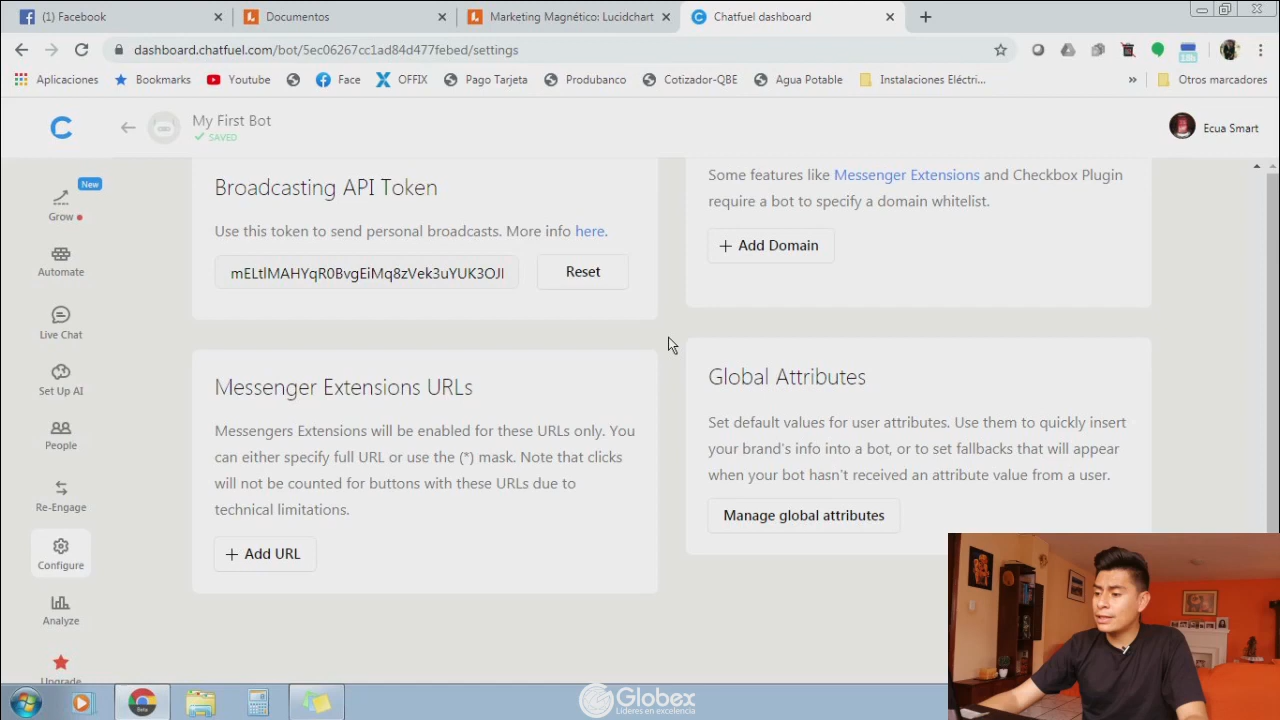 (1) Facebook
Documentos
Marketing Magnético: Lucidchart
Chatfuel dashboard
dashboard.chatfuel.com/bot/5ec06267cc1ad84d477febed/settings
Aplicaciones
Bookmarks
Youtube
Face
OFFIX
Pago Tarjeta
Produbanco
Cotizador-QBE
Agua Potable
Instalaciones Eléctri...
»
Otros marcadores
My First Bot
SAVED
Ecua Smart
New
Grow
Automate
Live Chat
Set Up AI
People
Re-Engage
Configure
Analyze
Upgrade
Broadcasting API Token
Use this token to send personal broadcasts. More info here.
mELtlMAHYqR0BvgEiMq8zVek3uYUK3OJI
Reset
Some features like Messenger Extensions and Checkbox Plugin
require a bot to specify a domain whitelist.
+ Add Domain
Messenger Extensions URLs
Messengers Extensions will be enabled for these URLs only. You
can either specify full URL or use the (*) mask. Note that clicks
will not be counted for buttons with these URLs due to
technical limitations.
+ Add URL
Global Attributes
Set default values for user attributes. Use them to quickly insert
your brand's info into a bot, or to set fallbacks that will appear
when your bot hasn't received an attribute value from a user.
Manage global attributes
Globex
Líderes en excelencia